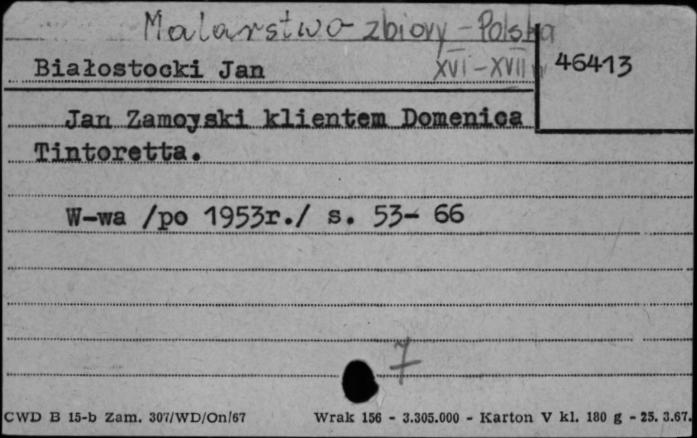 Malarstwo - zbiory - Polska
XVI - XVII w
Białostocki Jan
46413
Jan Zamoyski klientem Domenica
Tintoretta.
W-wa /po 1953r./ s. 53- 66
7
CWD B 15-b Zam. 307/WD/On/67 Wrak 156 - 3.305.000 - Karton V kl. 180 g - 25. 3.67.